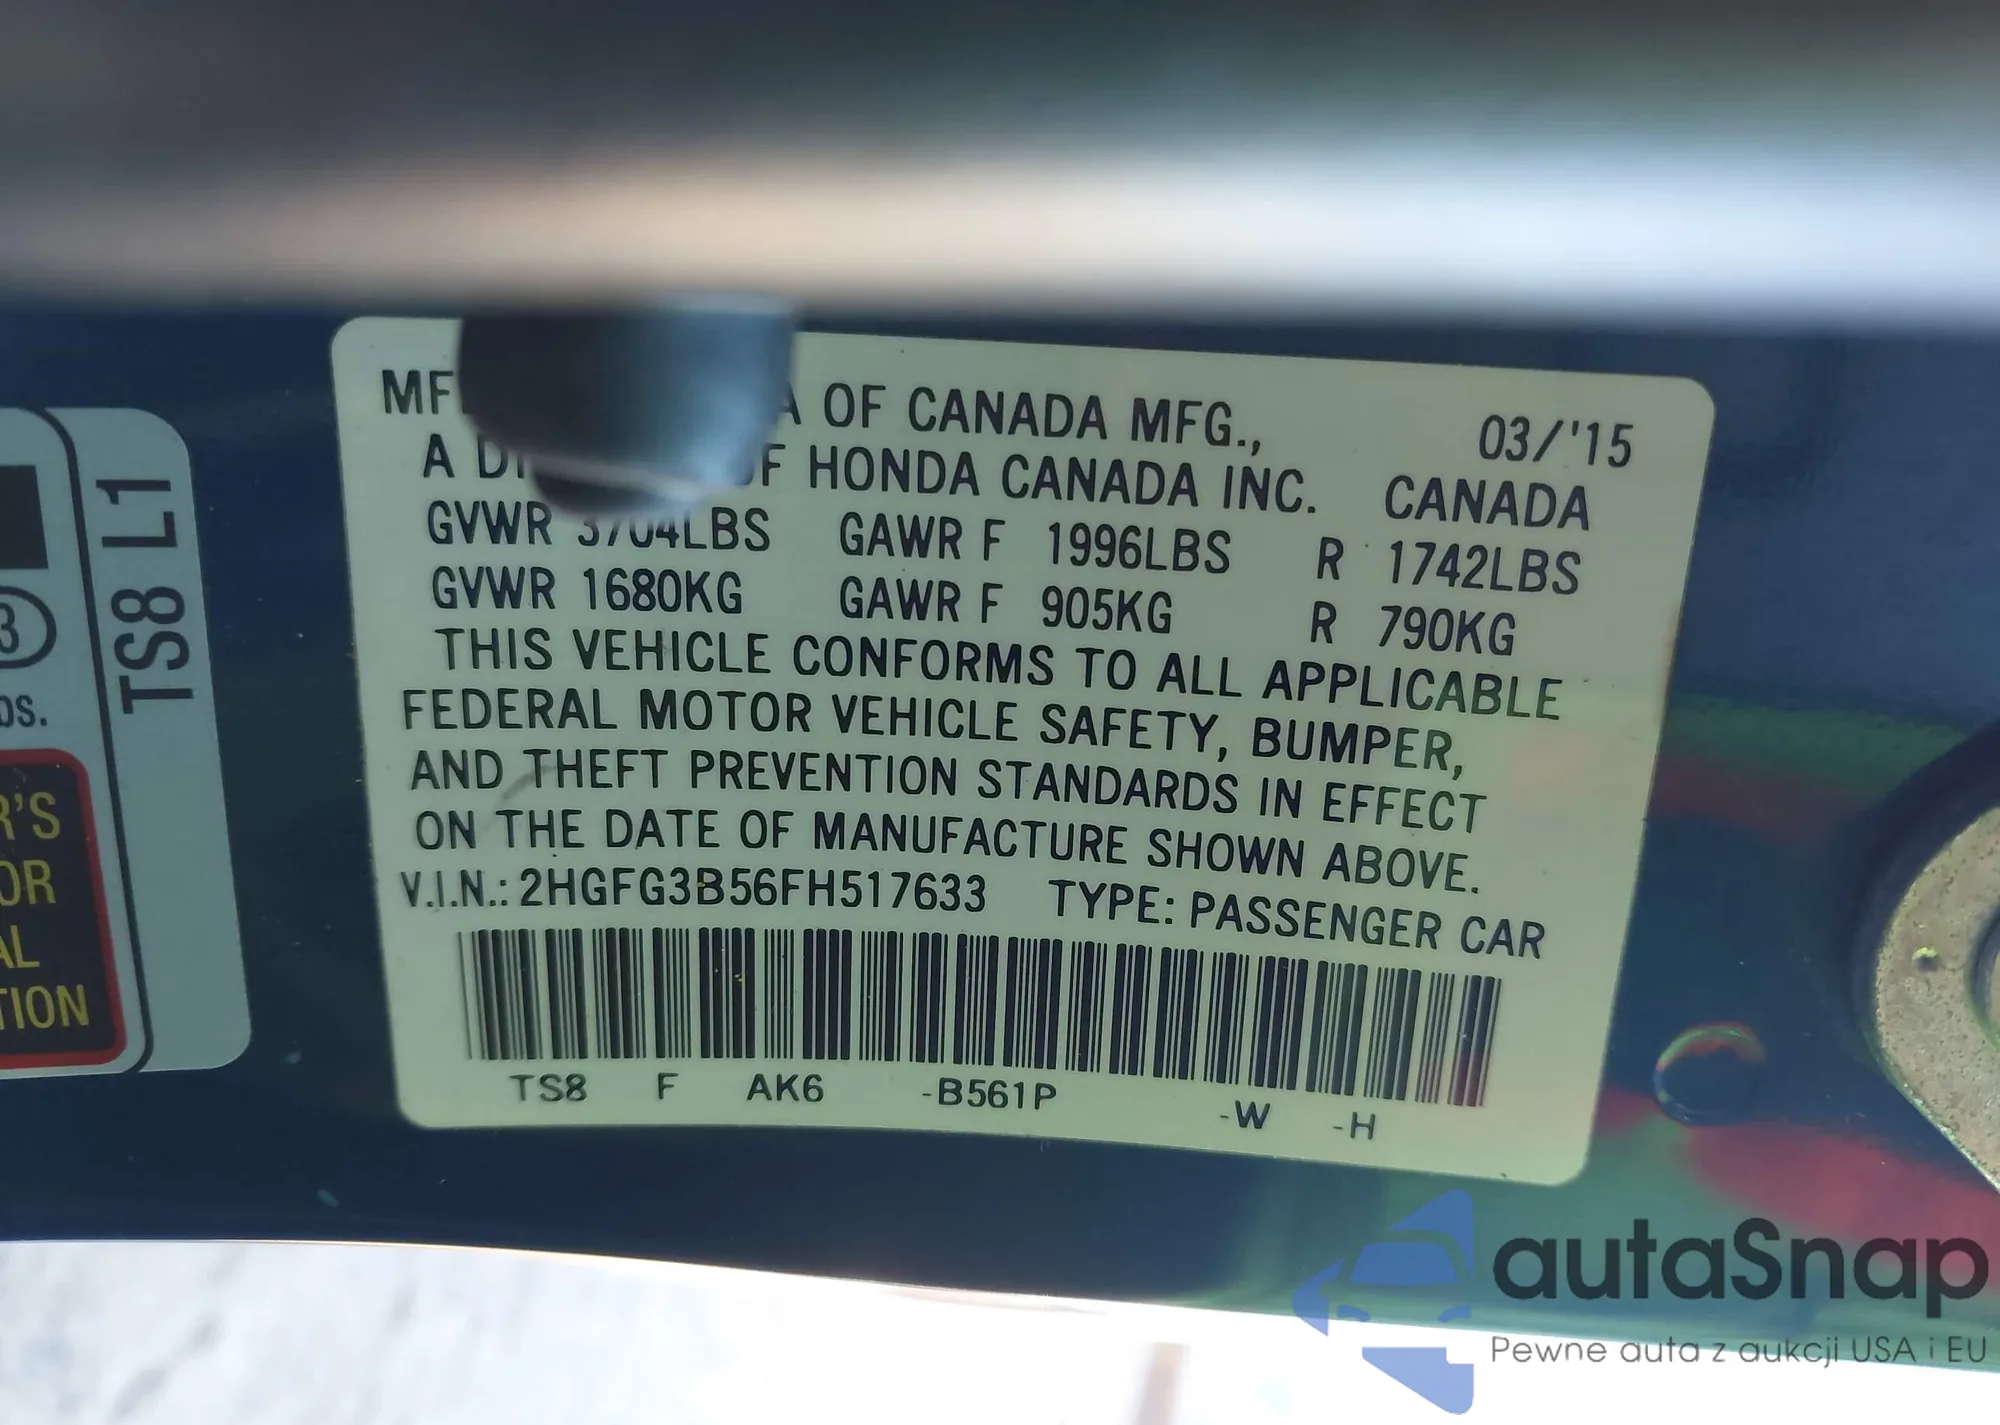 OF CANADA MFG., 03/'15
A OF HONDA CANADA INC. CANADA
GVWR 3704LBS GAWR F 1996LBS R 1742LBS
GVWR 1680KG GAWR F 905KG R 790KG
THIS VEHICLE CONFORMS TO ALL APPLICABLE
FEDERAL MOTOR VEHICLE SAFETY, BUMPER,
AND THEFT PREVENTION STANDARDS IN EFFECT
ON THE DATE OF MANUFACTURE SHOWN ABOVE.
V.I.N.: 2HGFG3B56FH517633 TYPE: PASSENGER CAR
TS8 F AK6 -B561P -W -H
TS8 L1
3
autaSnap
Pewne auta z aukcji USA i EU